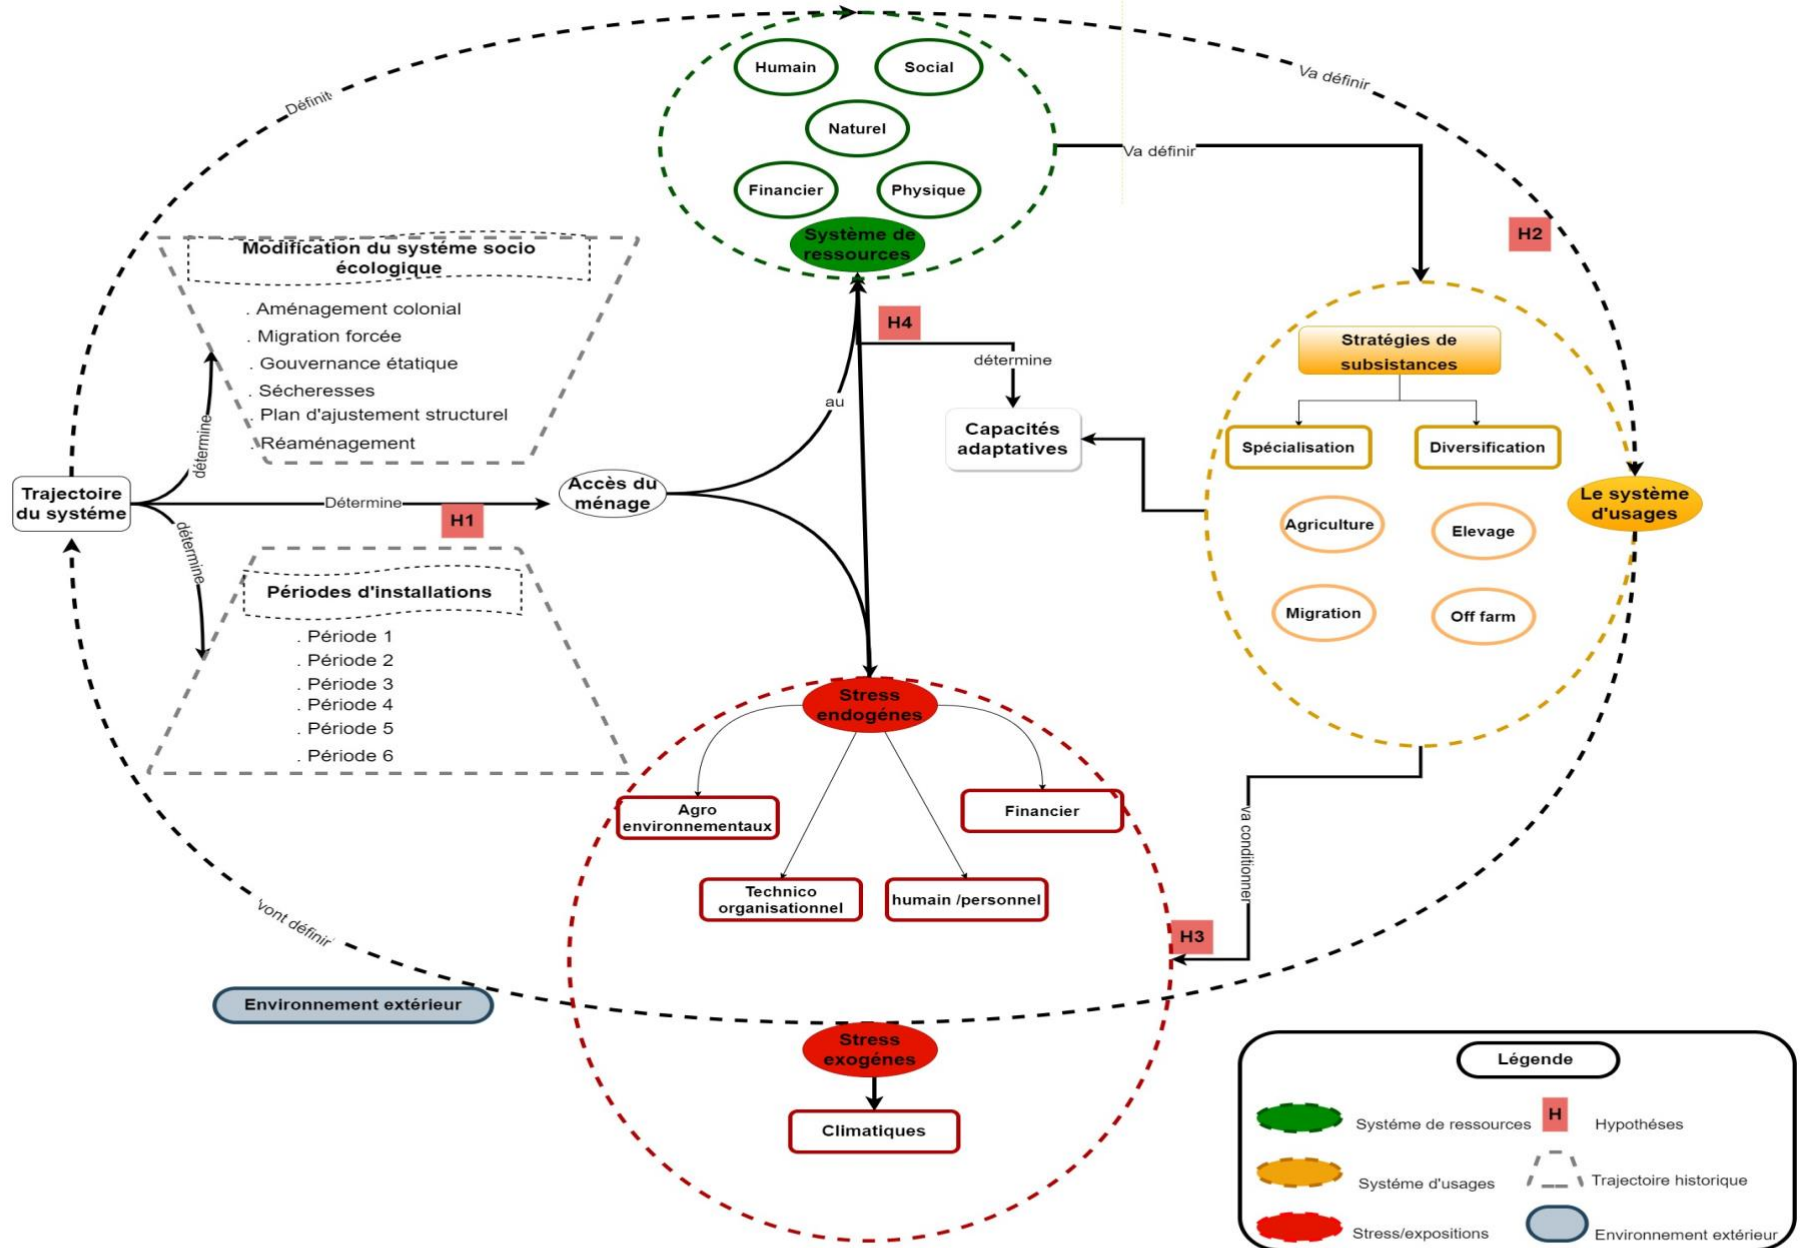 Définit
Va définir
Humain
Social
Naturel
Financier
Physique
Système de
ressources
Va définir
H2
Modification du systéme socio
écologique
. Aménagement colonial
. Migration forcée
. Gouvernance étatique
. Sécheresses
. Plan d'ajustement structurel
. Réaménagement
détermine
H4
détermine
au
Capacités
adaptatives
Stratégies de
subsistances
Spécialisation
Diversification
Agriculture
Elevage
Migration
Off farm
Le système
d'usages
Trajectoire
du systéme
Détermine
H1
Accès du
ménage
détermine
Périodes d'installations
. Période 1
. Période 2
. Période 3
. Période 4
. Période 5
. Période 6
Stress
endogénes
Agro
environnementaux
Financier
Technico
organisationnel
humain /personnel
va conditionner
H3
vont définir
Environnement extérieur
Stress
exogénes
Climatiques
Légende
Systéme de ressources
H
Hypothéses
Systéme d'usages
Trajectoire historique
Stress/expositions
Environnement extérieur